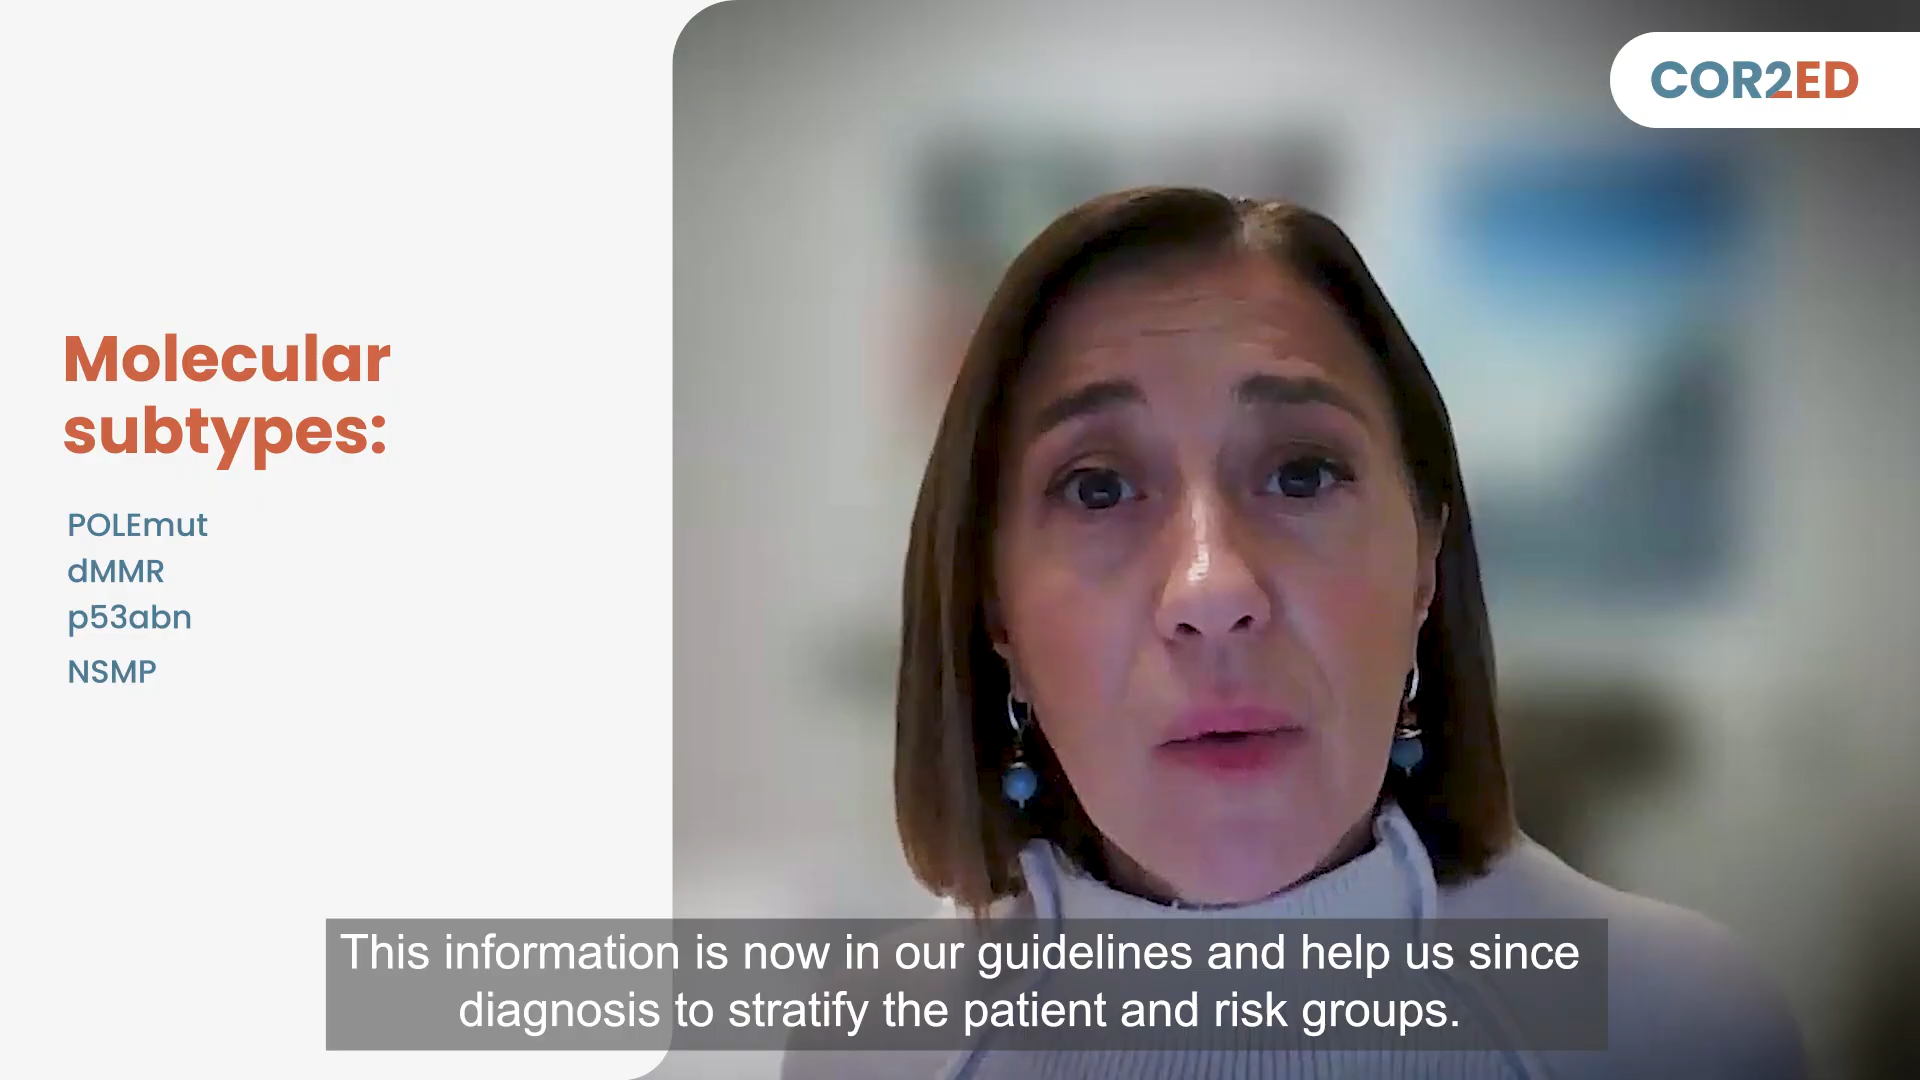 COR2ED
Molecular
subtypes:
POLEmut
dMMR
p53abn
NSMP
This information is now in our guidelines and help us since
diagnosis to stratify the patient and risk groups.